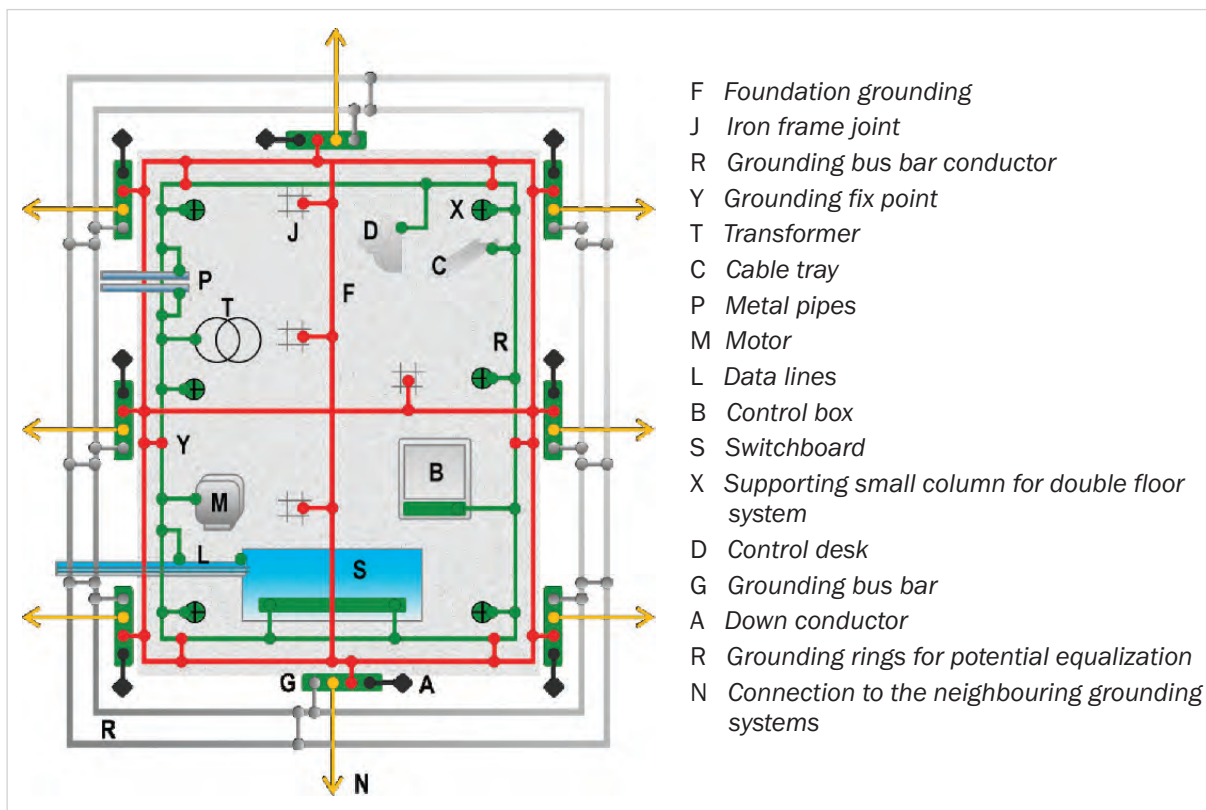 J
D
X
C
P
T
F
R
Y
M
B
L
S
G
A
R
N
F Foundation grounding
J Iron frame joint
R Grounding bus bar conductor
Y Grounding fix point
T Transformer
C Cable tray
P Metal pipes
M Motor
L Data lines
B Control box
S Switchboard
X Supporting small column for double floor
system
D Control desk
G Grounding bus bar
A Down conductor
R Grounding rings for potential equalization
N Connection to the neighbouring grounding
systems